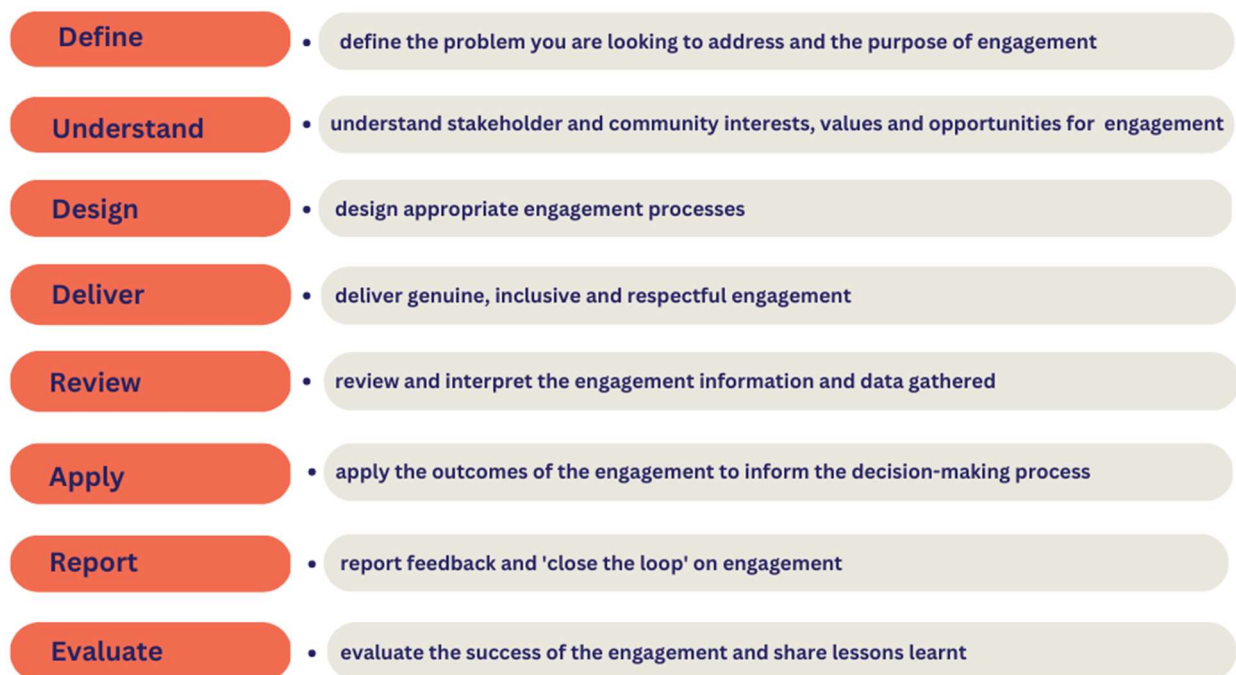 Define
• define the problem you are looking to address and the purpose of engagement
Understand
• understand stakeholder and community interests, values and opportunities for engagement
Design
• design appropriate engagement processes
Deliver
• deliver genuine, inclusive and respectful engagement
Review
• review and interpret the engagement information and data gathered
Apply
• apply the outcomes of the engagement to inform the decision-making process
Report
• report feedback and 'close the loop' on engagement
Evaluate
• evaluate the success of the engagement and share lessons learnt